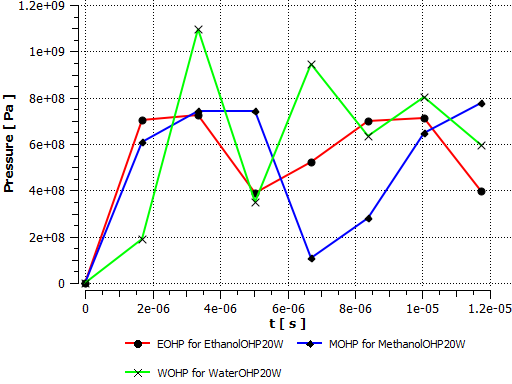 1.2e+09
1e+09
8e+08
6e+08
4e+08
2e+08
0
Pressure [ Pa ]
0 2e-06 4e-06 6e-06 8e-06 1e-05 1.2e-05
t [ s ]
EOHP for EthanolOHP20W MOHP for MethanolOHP20W
WOHP for WaterOHP20W